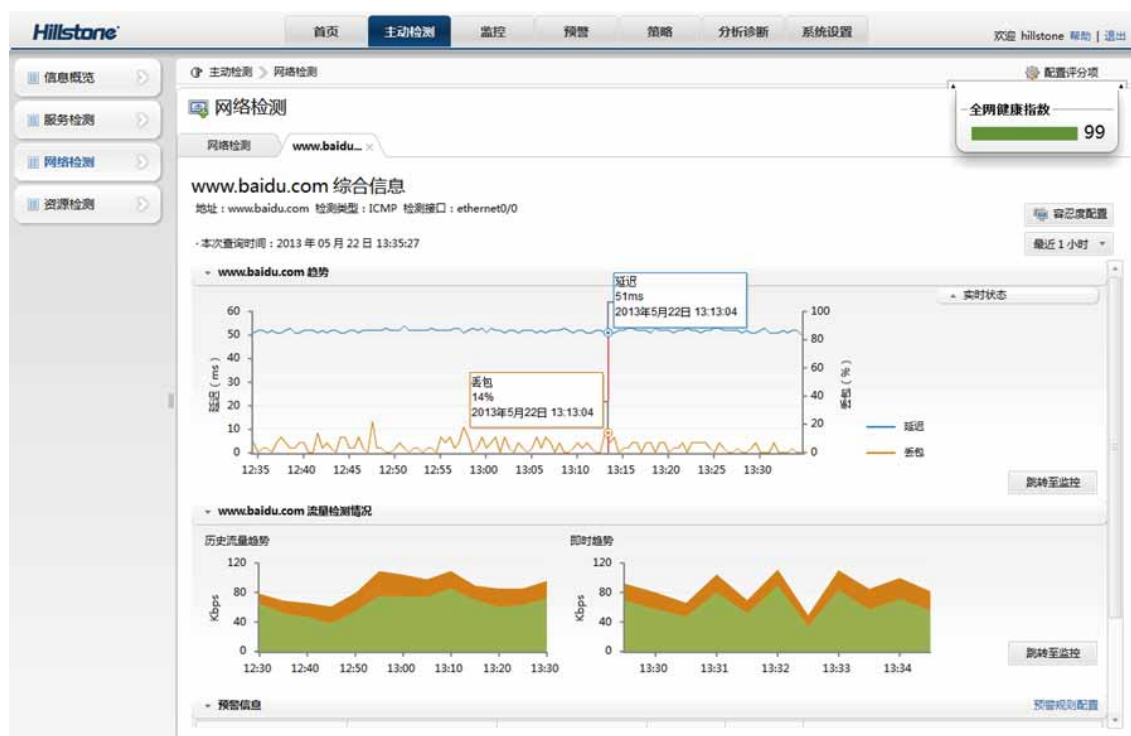 Hillstone
首页 主动检测 监控 预警 策略 分析诊断 系统设置
欢迎 hillstone 帮助 | 退出
信息概览
服务检测
网络检测
资源检测
主动检测 》 网络检测
配置评分项
全网健康指数
99
网络检测
网络检测 www.baidu... ×
www.baidu.com 综合信息
地址：www.baidu.com 检测类型：ICMP 检测接口：ethernet0/0
容忍度配置
·本次查询时间：2013 年 05 月 22 日 13:35:27
最近 1 小时
www.baidu.com 趋势
实时状态
延迟
51ms
2013年5月22日 13:13:04
丢包
14%
2013年5月22日 13:13:04
延迟（ms）
60
50
40
30
20
10
0
丢包（%）
100
80
60
40
20
0
12:35 12:40 12:45 12:50 12:55 13:00 13:05 13:10 13:15 13:20 13:25 13:30
延迟
丢包
跳转至监控
www.baidu.com 流量检测情况
历史流量趋势
Kbps
120
80
40
0
12:30 12:40 12:50 13:00 13:10 13:20 13:30
即时趋势
Kbps
120
80
40
0
13:30 13:31 13:32 13:33 13:34
跳转至监控
预警信息
预警规则配置